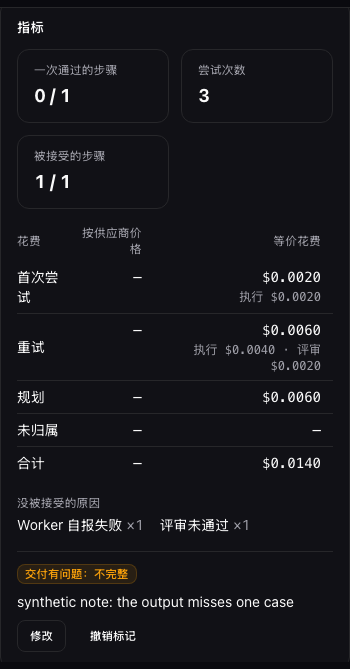 指标
一次通过的步骤
0 / 1
尝试次数
3
被接受的步骤
1 / 1
花费 按供应商价格 等价花费
首次尝试 — $0.0020
执行 $0.0020
重试 — $0.0060
执行 $0.0040 · 评审
$0.0020
规划 — $0.0060
未归属 — —
合计 — $0.0140
没被接受的原因
Worker 自报失败 ×1 评审未通过 ×1
交付有问题：不完整
synthetic note: the output misses one case
修改 撤销标记